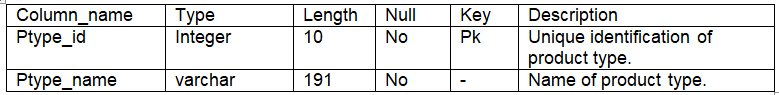 Column_name Type Length Null Key Description
Ptype_id Integer 10 No Pk Unique identification of
product type.
Ptype_name varchar 191 No - Name of product type.